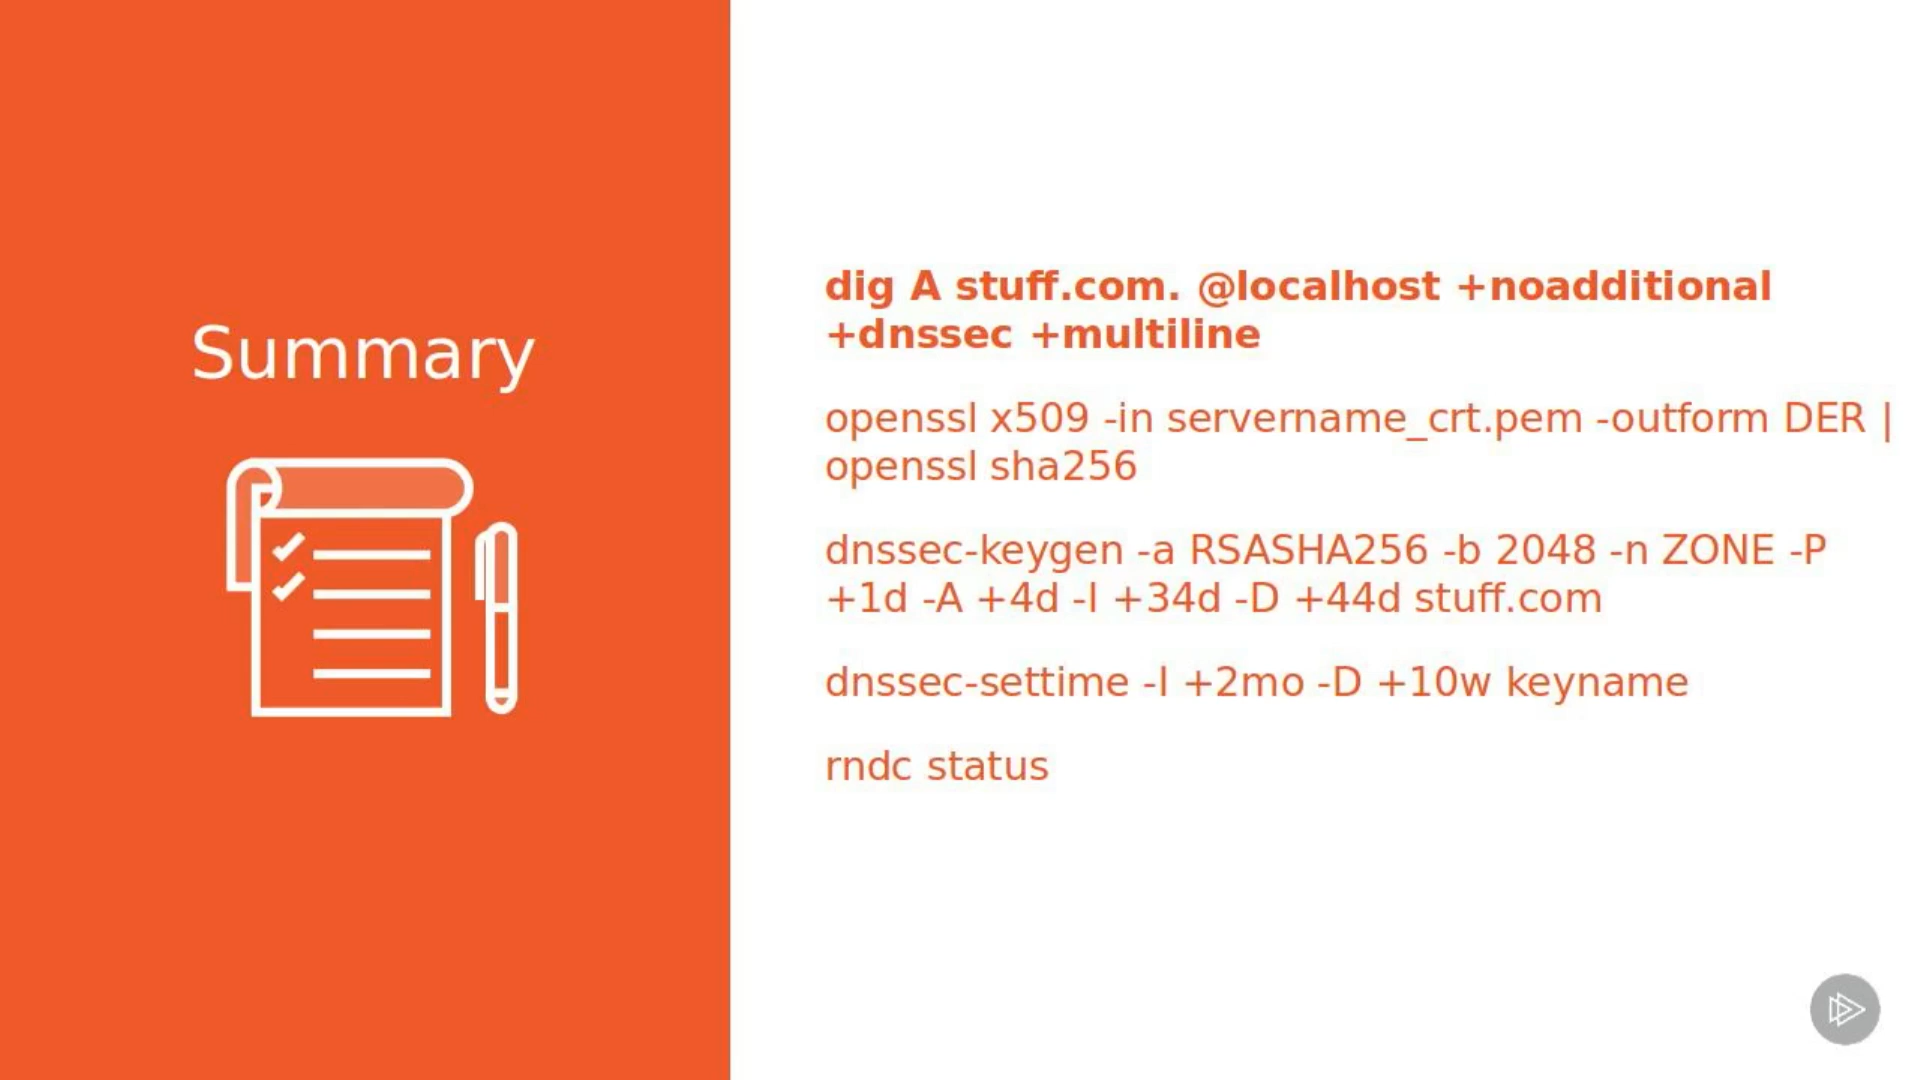 Summary
dig A stuff.com. @localhost +noadditional
+dnssec +multiline
openssl x509 -in servername_crt.pem -outform DER |
openssl sha256
dnssec-keygen -a RSASHA256 -b 2048 -n ZONE -P
+1d -A +4d -I +34d -D +44d stuff.com
dnssec-settime -I +2mo -D +10w keyname
rndc status